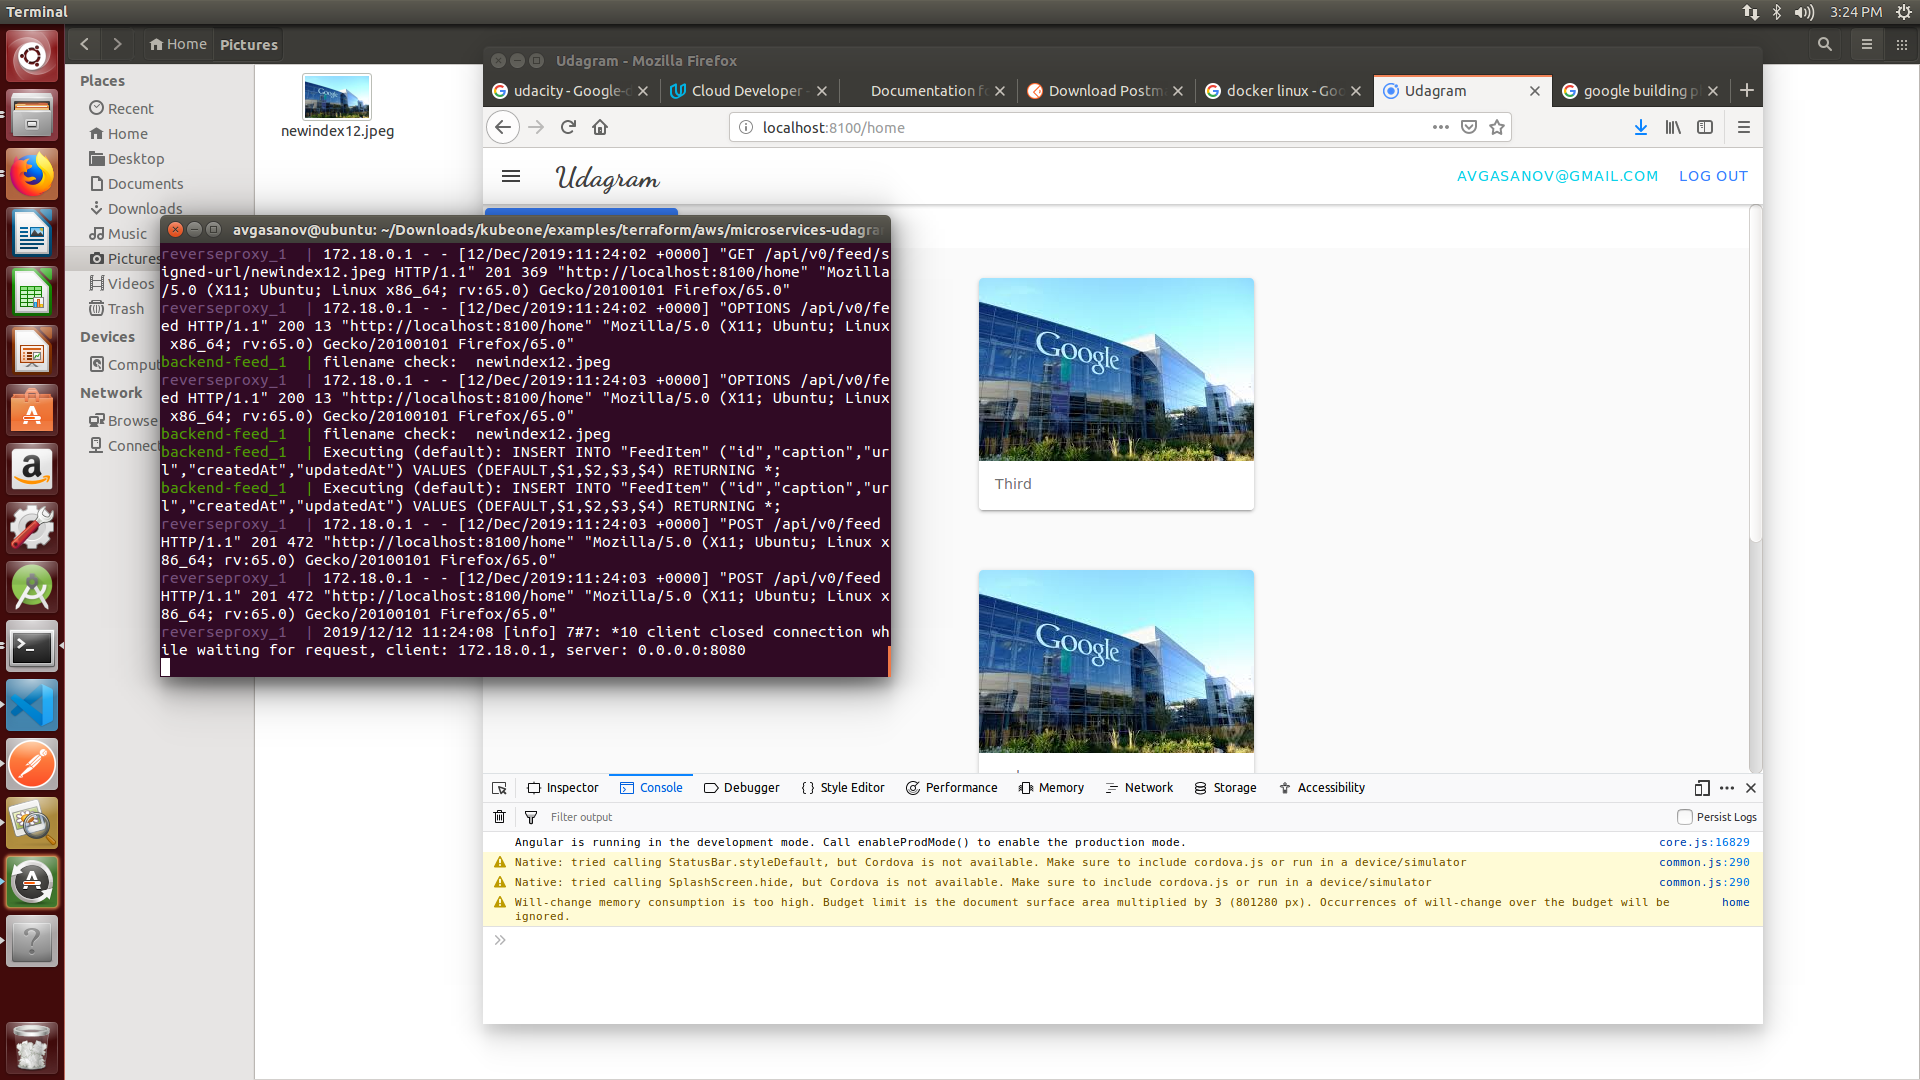 Terminal
3:24 PM
Home
Pictures
Places
Recent
Home
Desktop
Documents
Downloads
Music
Pictures
Videos
Trash
Devices
Comput
Network
Browse
Connec
newindex12.jpeg
Udagram - Mozilla Firefox
udacity - Google-
Cloud Developer -
Documentation fo
Download Postm
docker linux - Goo
Udagram
google building p
localhost:8100/home
Udagram
AVGASANOV@GMAIL.COM
LOG OUT
avgasanov@ubuntu: ~/Downloads/kubeone/examples/terraform/aws/microservices-udagra
reverseproxy_1 | 172.18.0.1 - - [12/Dec/2019:11:24:02 +0000] "GET /api/v0/feed/s
igned-url/newindex12.jpeg HTTP/1.1" 201 369 "http://localhost:8100/home" "Mozilla
/5.0 (X11; Ubuntu; Linux x86_64; rv:65.0) Gecko/20100101 Firefox/65.0"
reverseproxy_1 | 172.18.0.1 - - [12/Dec/2019:11:24:02 +0000] "OPTIONS /api/v0/fe
ed HTTP/1.1" 200 13 "http://localhost:8100/home" "Mozilla/5.0 (X11; Ubuntu; Linux
x86_64; rv:65.0) Gecko/20100101 Firefox/65.0"
backend-feed_1 | filename check:  newindex12.jpeg
reverseproxy_1 | 172.18.0.1 - - [12/Dec/2019:11:24:03 +0000] "OPTIONS /api/v0/fe
ed HTTP/1.1" 200 13 "http://localhost:8100/home" "Mozilla/5.0 (X11; Ubuntu; Linux
x86_64; rv:65.0) Gecko/20100101 Firefox/65.0"
backend-feed_1 | filename check:  newindex12.jpeg
backend-feed_1 | Executing (default): INSERT INTO "FeedItem" ("id","caption","ur
l","createdAt","updatedAt") VALUES (DEFAULT,$1,$2,$3,$4) RETURNING *;
backend-feed_1 | Executing (default): INSERT INTO "FeedItem" ("id","caption","ur
l","createdAt","updatedAt") VALUES (DEFAULT,$1,$2,$3,$4) RETURNING *;
reverseproxy_1 | 172.18.0.1 - - [12/Dec/2019:11:24:03 +0000] "POST /api/v0/feed
HTTP/1.1" 201 472 "http://localhost:8100/home" "Mozilla/5.0 (X11; Ubuntu; Linux x
86_64; rv:65.0) Gecko/20100101 Firefox/65.0"
reverseproxy_1 | 172.18.0.1 - - [12/Dec/2019:11:24:03 +0000] "POST /api/v0/feed
HTTP/1.1" 201 472 "http://localhost:8100/home" "Mozilla/5.0 (X11; Ubuntu; Linux x
86_64; rv:65.0) Gecko/20100101 Firefox/65.0"
reverseproxy_1 | 2019/12/12 11:24:08 [info] 7#7: *10 client closed connection wh
ile waiting for request, client: 172.18.0.1, server: 0.0.0.0:8080
Google
Third
Google
Inspector
Console
Debugger
Style Editor
Performance
Memory
Network
Storage
Accessibility
Filter output
Persist Logs
Angular is running in the development mode. Call enableProdMode() to enable the production mode.
core.js:16829
Native: tried calling StatusBar.styleDefault, but Cordova is not available. Make sure to include cordova.js or run in a device/simulator
common.js:290
Native: tried calling SplashScreen.hide, but Cordova is not available. Make sure to include cordova.js or run in a device/simulator
common.js:290
Will-change memory consumption is too high. Budget limit is the document surface area multiplied by 3 (801280 px). Occurrences of will-change over the budget will be
home
ignored.